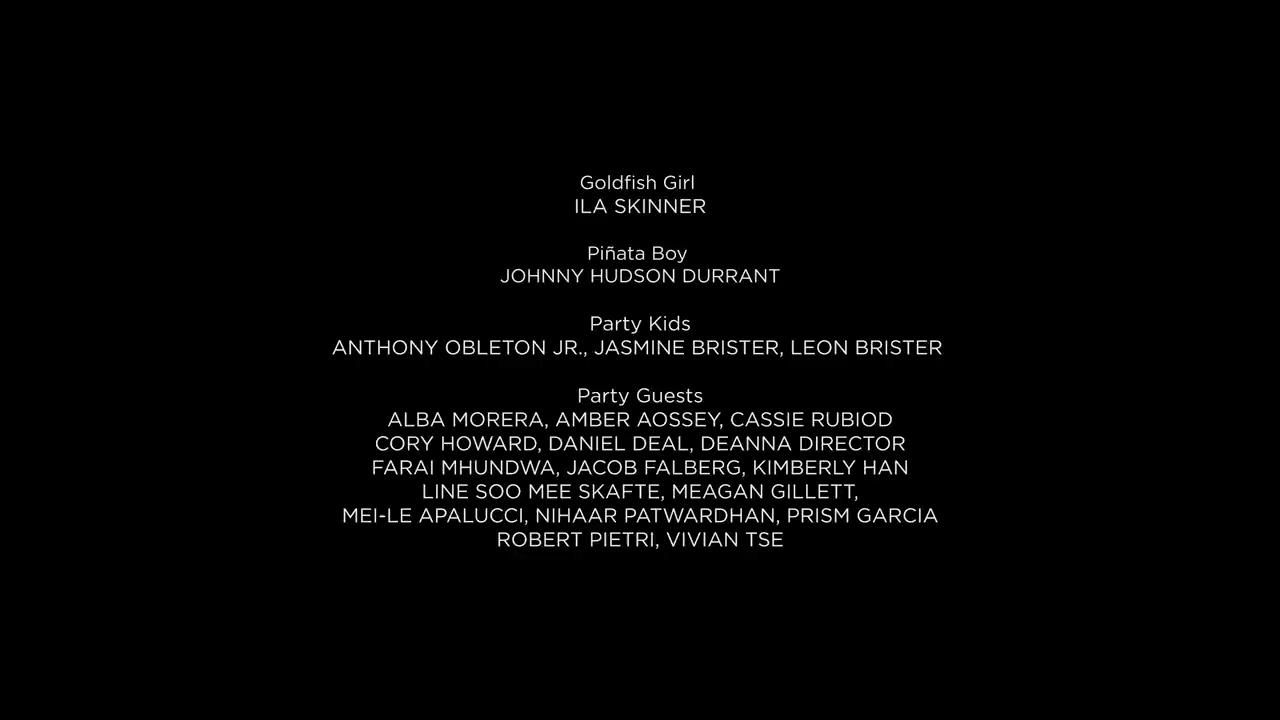 Goldfish Girl
ILA SKINNER
Piñata Boy
JOHNNY HUDSON DURRANT
Party Kids
ANTHONY OBLETON JR., JASMINE BRISTER, LEON BRISTER
Party Guests
ALBA MORERA, AMBER AOSSEY, CASSIE RUBIOD
CORY HOWARD, DANIEL DEAL, DEANNA DIRECTOR
FARAI MHUNDWA, JACOB FALBERG, KIMBERLY HAN
LINE SOO MEE SKAFTE, MEAGAN GILLETT,
MEI-LE APALUCCI, NIHAAR PATWARDHAN, PRISM GARCIA
ROBERT PIETRI, VIVIAN TSE